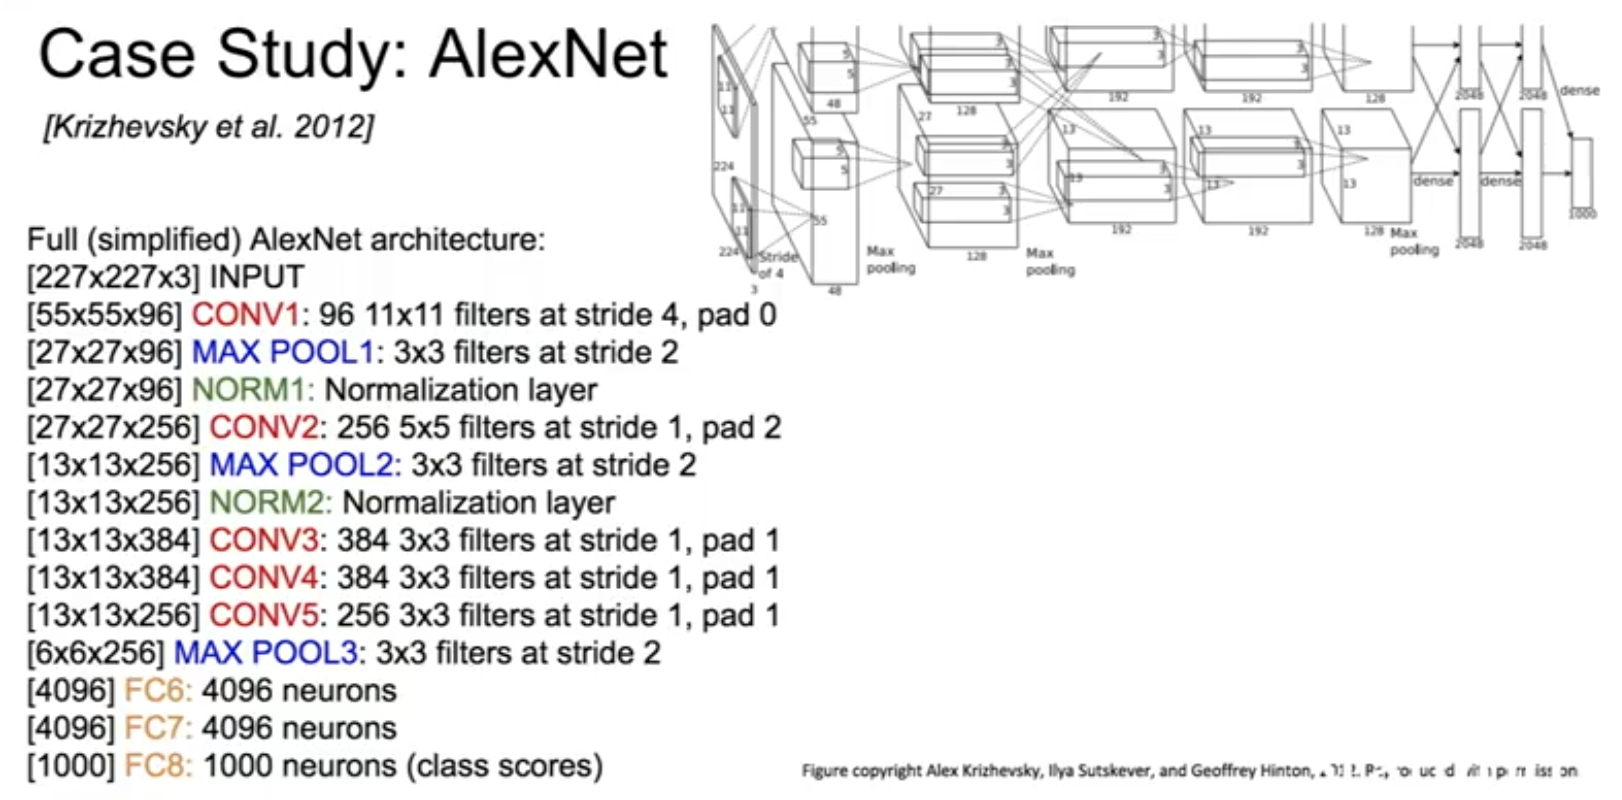 Case Study: AlexNet
[Krizhevsky et al. 2012]
Full (simplified) AlexNet architecture:
[227x227x3] INPUT
[55x55x96] CONV1: 96 11x11 filters at stride 4, pad 0
[27x27x96] MAX POOL1: 3x3 filters at stride 2
[27x27x96] NORM1: Normalization layer
[27x27x256] CONV2: 256 5x5 filters at stride 1, pad 2
[13x13x256] MAX POOL2: 3x3 filters at stride 2
[13x13x256] NORM2: Normalization layer
[13x13x384] CONV3: 384 3x3 filters at stride 1, pad 1
[13x13x384] CONV4: 384 3x3 filters at stride 1, pad 1
[13x13x256] CONV5: 256 3x3 filters at stride 1, pad 1
[6x6x256] MAX POOL3: 3x3 filters at stride 2
[4096] FC6: 4096 neurons
[4096] FC7: 4096 neurons
[1000] FC8: 1000 neurons (class scores)
11
11
224
11
11
224
3
Stride
of 4
5
5
48
55
5
5
55
48
Max
pooling
3
3
128
27
3
3
27
3
3
128
Max
pooling
3
3
192
13
13
3
3
192
3
3
192
13
3
3
13
192
128
13
13
128
Max
pooling
2048
2048
dense
dense
dense
2048
2048
1000
Figure copyright Alex Krizhevsky, Ilya Sutskever, and Geoffrey Hinton,